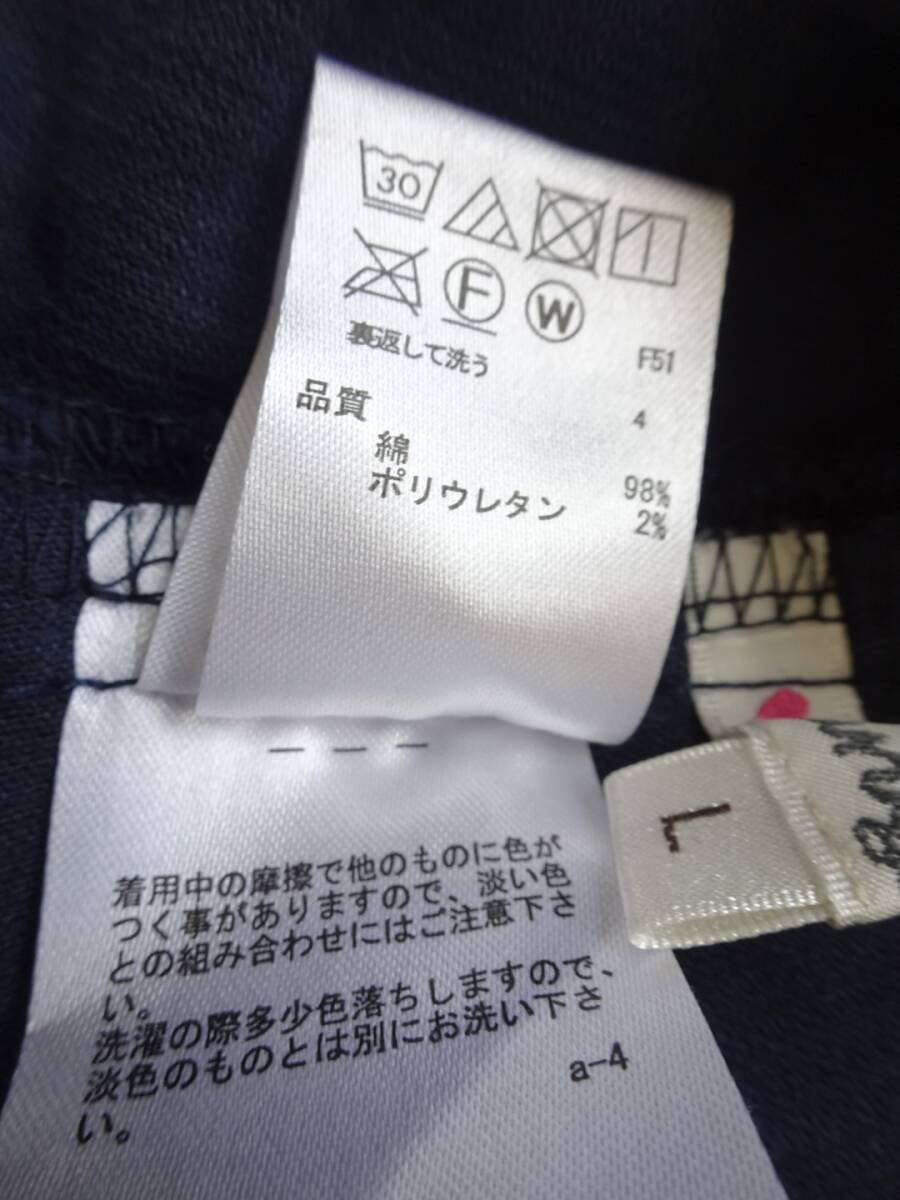 30
F
W
裏返して洗う
F51
品質
4
綿
98%
ポリウレタン
2%
L
着用中の摩擦で他のものに色が
つく事がありますので、淡い色
との組み合わせにはご注意下さ
い。
洗濯の際多少色落ちしますので、
淡色のものとは別にお洗い下さ
い。
a-4